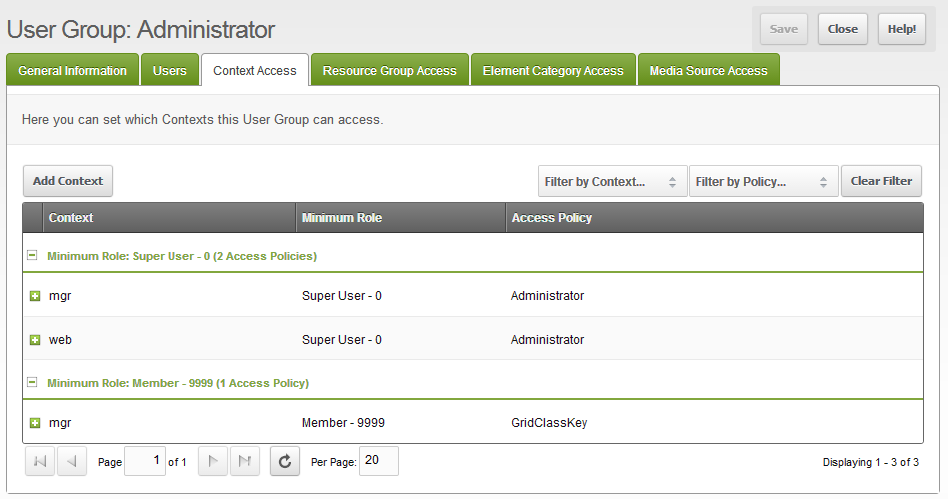 User Group: Administrator
Save Close Help!
General Information Users Context Access Resource Group Access Element Category Access Media Source Access
Here you can set which Contexts this User Group can access.
Add Context Filter by Context... Filter by Policy... Clear Filter
Context Minimum Role Access Policy
Minimum Role: Super User - 0 (2 Access Policies)
mgr Super User - 0 Administrator
web Super User - 0 Administrator
Minimum Role: Member - 9999 (1 Access Policy)
mgr Member - 9999 GridClassKey
Page 1 of 1 Per Page: 20 Displaying 1 - 3 of 3